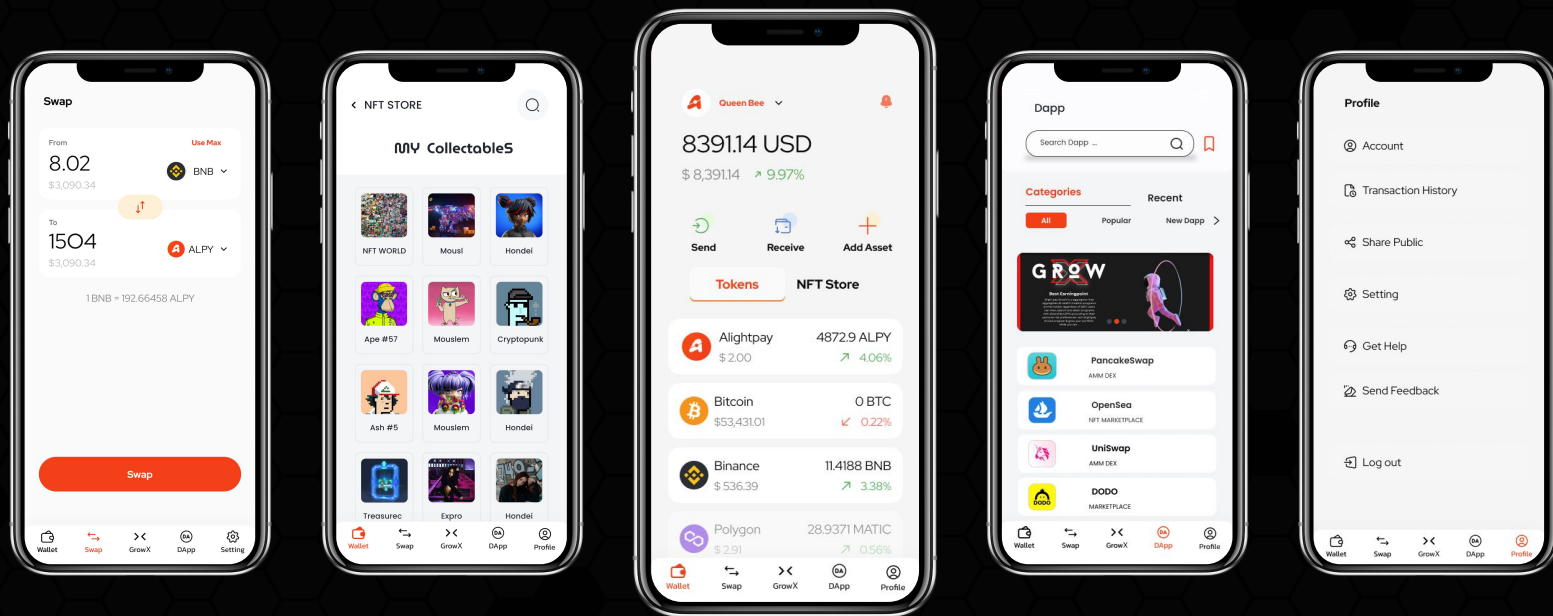 Swap
From
Use Max
8.02
BNB
$3,090.34
To
1504
ALPY
$3,090.34
1 BNB = 192.66458 ALPY
Swap
Wallet
Swap
GrowX
DApp
Setting
NFT STORE
MY CollectableS
NFT WORLD
Mousl
Hondei
Ape #57
Mouslem
Cryptopunk
Ash #5
Mouslem
Hondei
Treasurec
Expro
Hondei
Wallet
Swap
GrowX
DApp
Profile
Queen Bee
8391.14 USD
$ 8,391.14
9.97%
Send
Receive
Add Asset
Tokens
NFT Store
Alightpay
4872.9 ALPY
$ 2.00
4.06%
Bitcoin
0 BTC
$53,431.01
0.22%
Binance
11.4188 BNB
$ 536.39
3.38%
Polygon
28.9371 MATIC
$ 2.91
0.56%
Wallet
Swap
GrowX
DApp
Profile
Dapp
Search Dapp ...
Categories
Recent
All
Popular
New Dapp
GROW
X
Best Earningpoint
PancakeSwap
AMM DEX
OpenSea
NFT MARKETPLACE
UniSwap
AMM DEX
DODO
DODO
MARKETPLACE
Wallet
Swap
GrowX
DApp
Profile
Profile
Account
Transaction History
Share Public
Setting
Get Help
Send Feedback
Log out
Wallet
Swap
GrowX
DApp
Profile